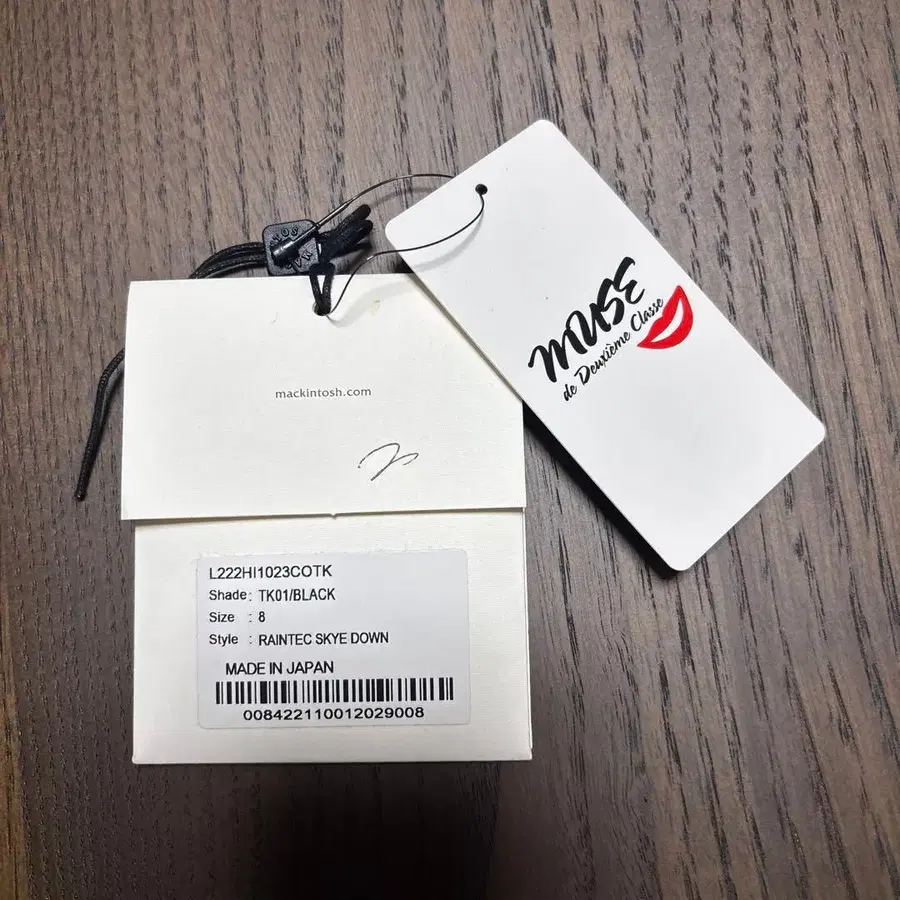 mackintosh.com
L222HI1023COTK
Shade : TK01/BLACK
Size : 8
Style : RAINTEC SKYE DOWN
MADE IN JAPAN
008422110012029008
MUSE
de Deuxième Classe